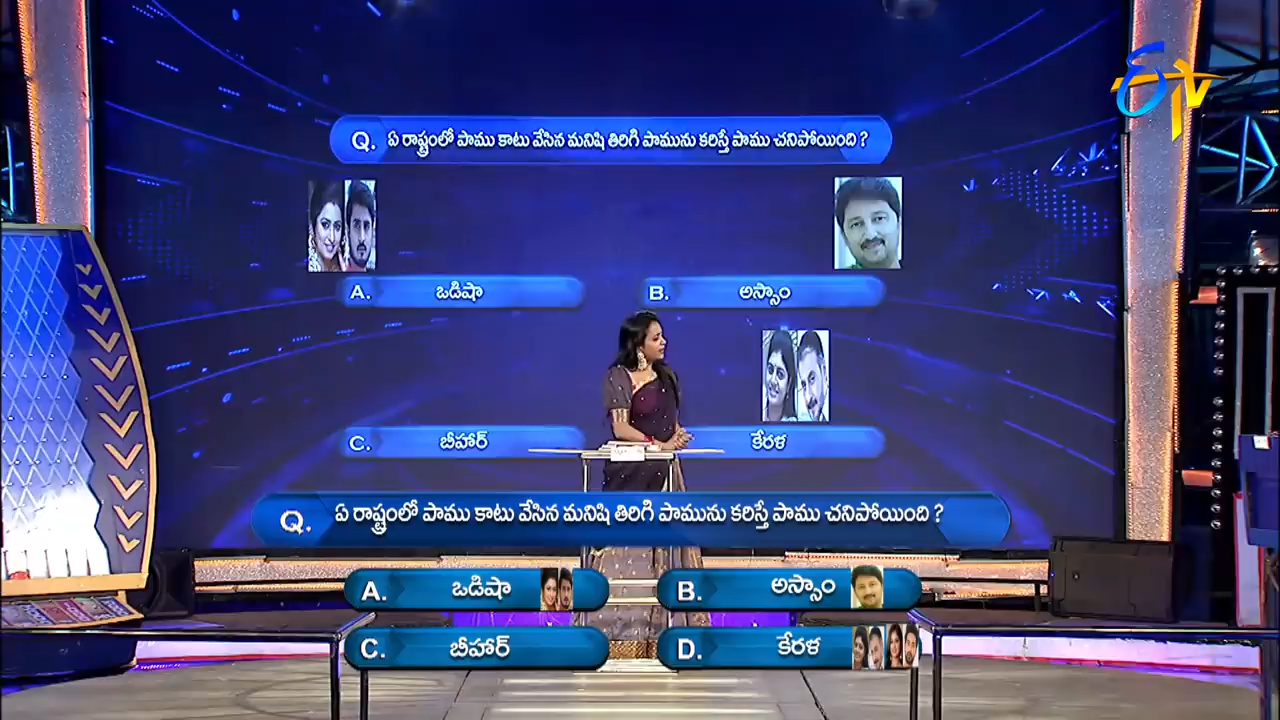 ETV
Q. ఏ రాష్ట్రంలో పాము కాటు వేసిన మనిషి తిరిగి పామును కరిస్తే పాము చనిపోయింది ?
A. ఒడిషా
B. అస్సాం
C. బీహార్
కేరళ
Q. ఏ రాష్ట్రంలో పాము కాటు వేసిన మనిషి తిరిగి పామును కరిస్తే పాము చనిపోయింది ?
A. ఒడిషా
B. అస్సాం
C. బీహార్
D. కేరళ